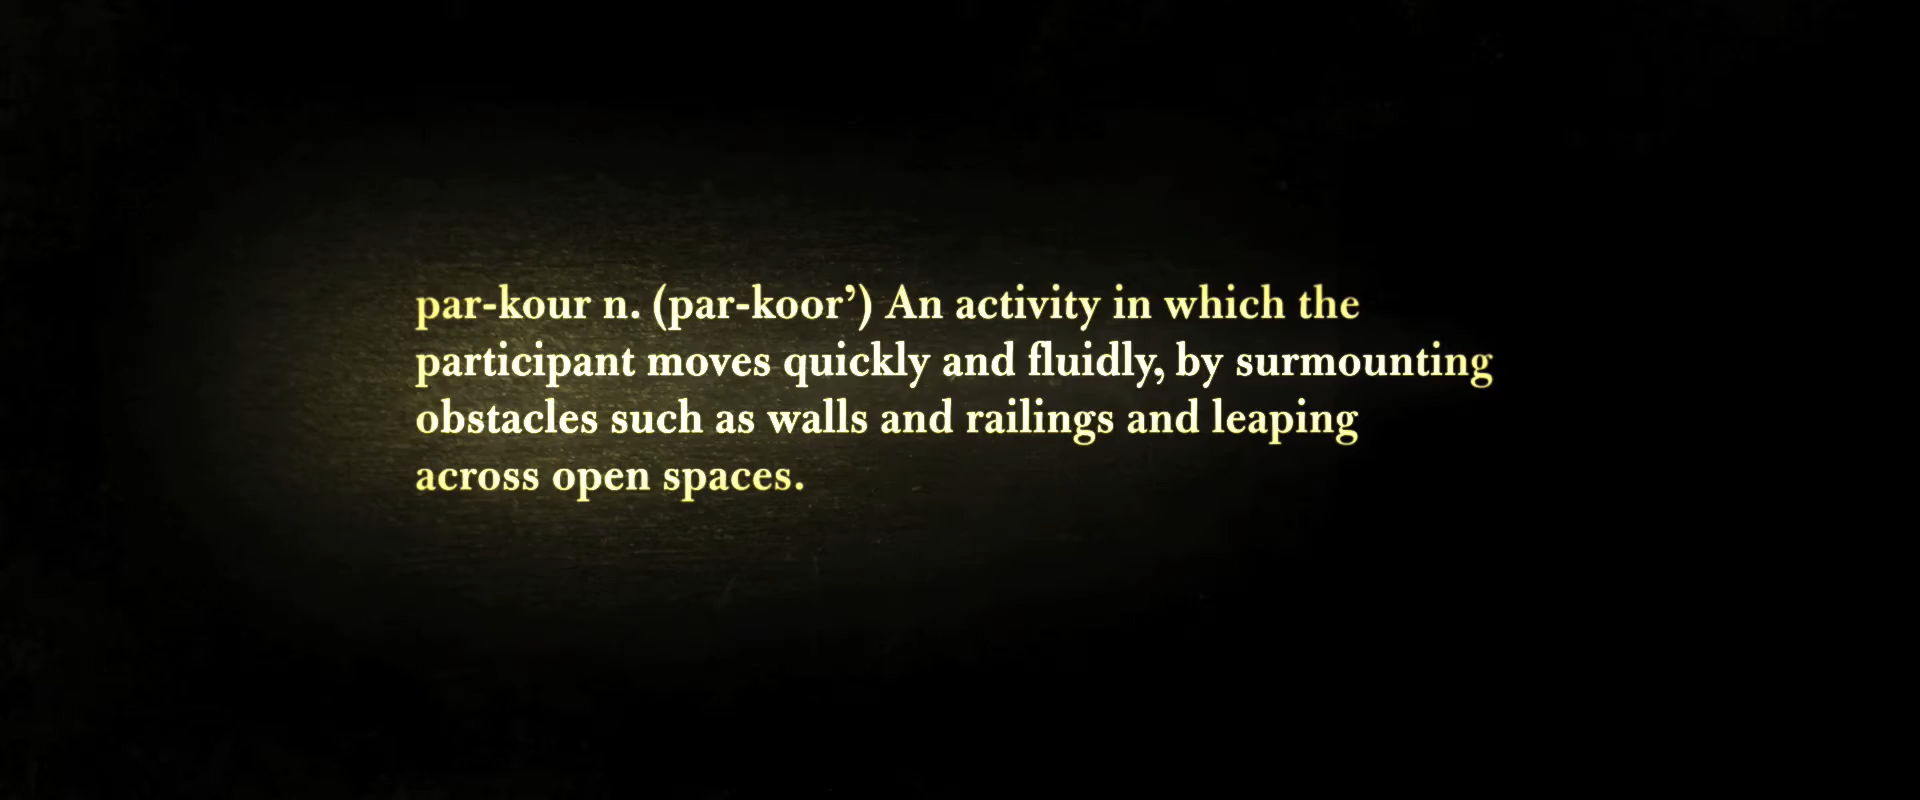 par-kour n. (par-koor’) An activity in which the
participant moves quickly and fluidly, by surmounting
obstacles such as walls and railings and leaping
across open spaces.